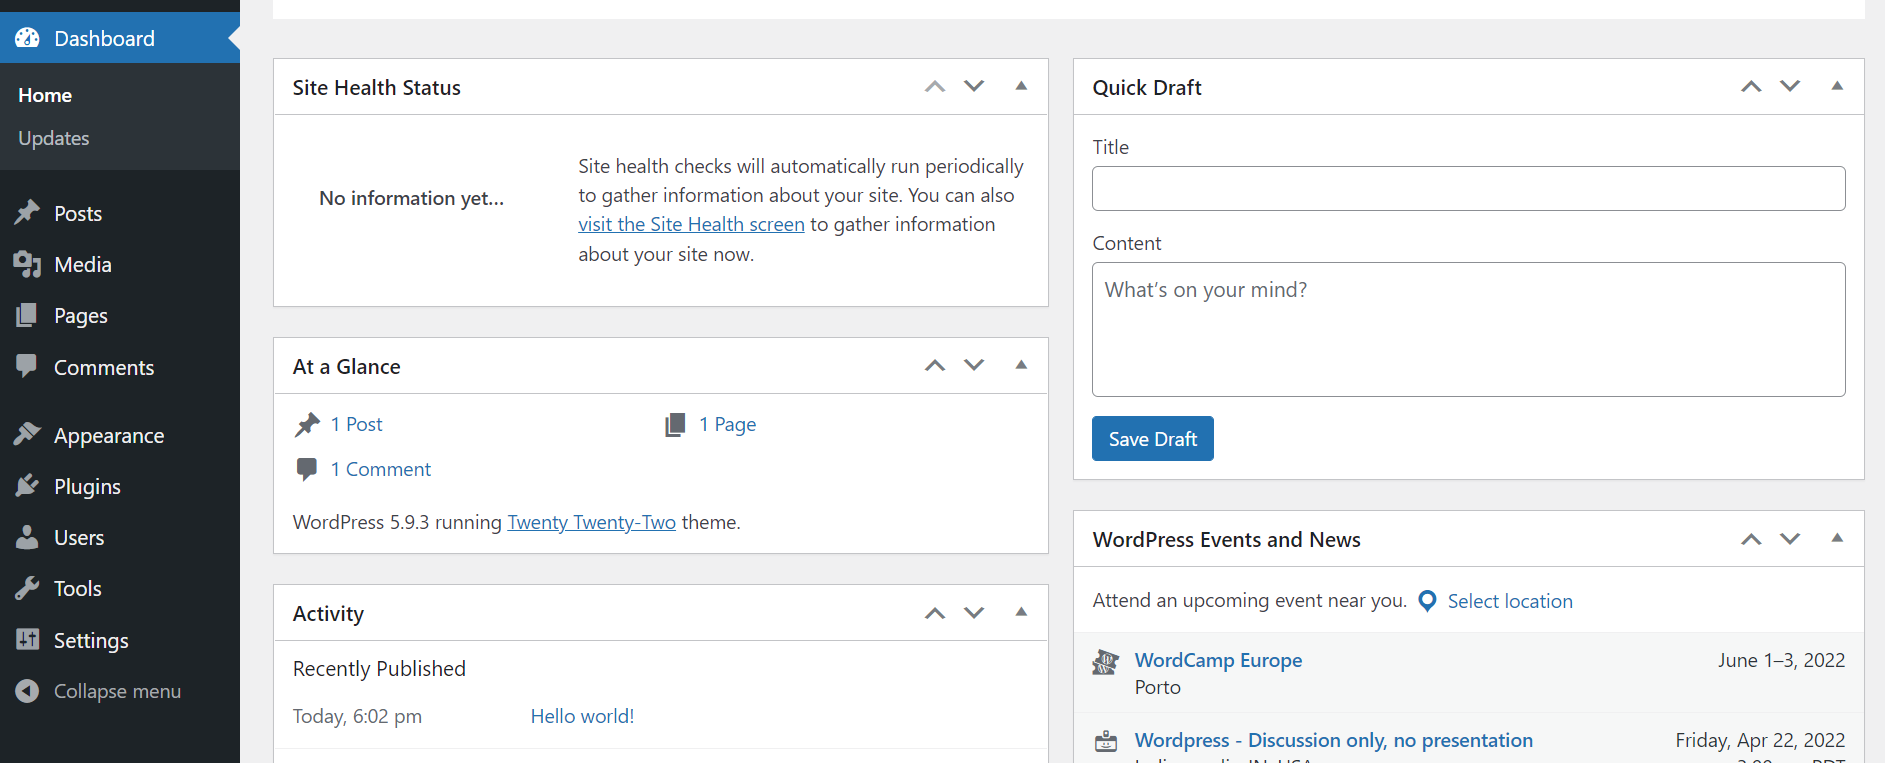 Dashboard
Home
Updates
Posts
Media
Pages
Comments
Appearance
Plugins
Users
Tools
Settings
Collapse menu
Site Health Status
No information yet...
Site health checks will automatically run periodically
to gather information about your site. You can also
visit the Site Health screen to gather information
about your site now.
At a Glance
1 Post
1 Page
1 Comment
WordPress 5.9.3 running Twenty Twenty-Two theme.
Activity
Recently Published
Today, 6:02 pm Hello world!
Quick Draft
Title
Content
What's on your mind?
Save Draft
WordPress Events and News
Attend an upcoming event near you. Select location
WordCamp Europe June 1–3, 2022
Porto
Wordpress - Discussion only, no presentation Friday, Apr 22, 2022